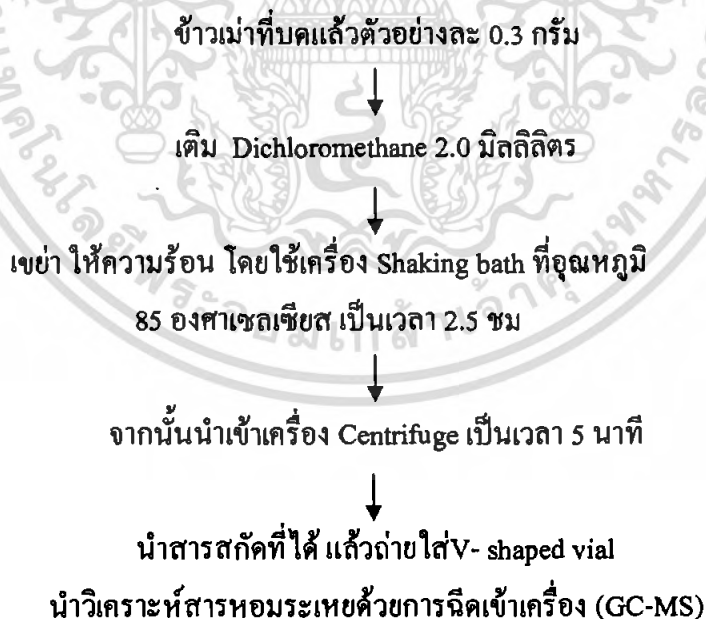 ข้าวเม่าที่บดแล้วตัวอย่างละ 0.3 กรัม
เติม Dichloromethane 2.0 มิลลิลิตร
เขย่า ให้ความร้อน โดยใช้เครื่อง Shaking bath ที่อุณหภูมิ
85 องศาเซลเซียส เป็นเวลา 2.5 ชม
จากนั้นนำเข้าเครื่อง Centrifuge เป็นเวลา 5 นาที
นำสารสกัดที่ได้ แล้วถ่ายใส่V- shaped vial
นำวิเคราะห์สารหอมระเหยด้วยการฉีดเข้าเครื่อง (GC-MS)